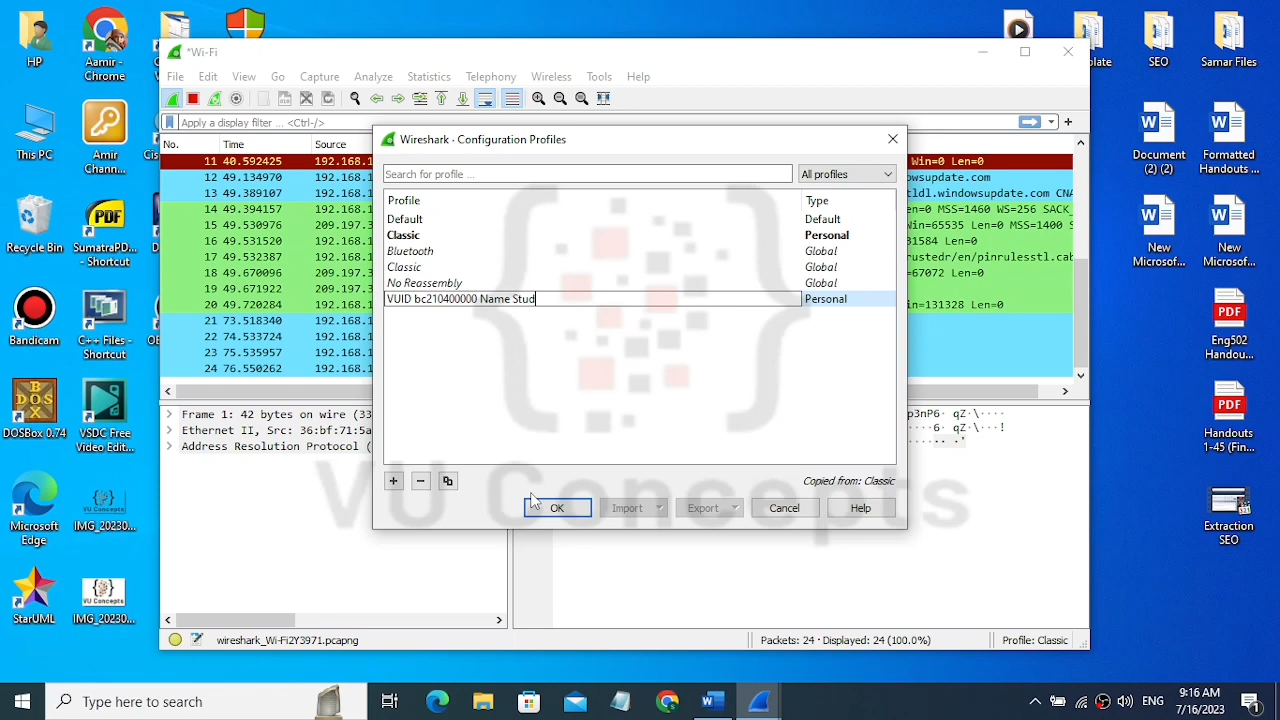 HP
Aamir -
Chrome
plate
SEO
Samar Files
This PC
Amir
Chann...
Cis
Document
(2) (2)
Formatted
Handouts ...
Recycle Bin
SumatraPD...
- Shortcut
D
New
Microsof...
New
Microsof...
Bandicam
C++ Files -
Shortcut
Eng502
Handou...
DOSBox 0.74
VSDC Free
Video Edit...
Handouts
1-45 (Fin...
Microsoft
Edge
IMG_20230...
Extraction
SEO
StarUML
IMG_20230...
*Wi-Fi
File Edit View Go Capture Analyze Statistics Telephony Wireless Tools Help
Apply a display filter ... <Ctrl-/>
No. Time Source
11 40.592425 192.168.1 Win=0 Len=0
12 49.134970 192.168.1 owsupdate.com
13 49.389107 192.168.1 tldl.windowsupdate.com CNA
14 49.394157 192.168.1 en=0 MSS=1460 WS=256 SACK_
15 49.530976 209.197.3 Win=65535 Len=0 MSS=1400 S
16 49.531520 192.168.1 31584 Len=0
17 49.532387 192.168.1 rustedr/en/pinrulesstl.cab
18 49.670096 209.197.3 =67072 Len=0
19 49.671922 209.197.3
20 49.720284 192.168.1 in=131328 Len=0
21 73.518340 192.168.1
22 74.533724 192.168.1
23 75.535957 192.168.1
24 76.550262 192.168.1
Frame 1: 42 bytes on wire (33
Ethernet II, Src: 36:bf:71:5a
Address Resolution Protocol (
p3nP6· qZ·\····
····6· qZ·\···!
Wireshark · Configuration Profiles
Search for profile ...
All profiles
Profile Type
Default Default
Classic Personal
Bluetooth Global
Classic Global
No Reassembly Global
VUID bc210400000 Name Stud Personal
VU Concepts
Copied from: Classic
OK Import Export Cancel Help
wireshark_Wi-Fi2Y3971.pcapng
Packets: 24 · Displayed: 24 (100.0%)
Profile: Classic
Type here to search
ENG
9:16 AM
7/16/2023
1